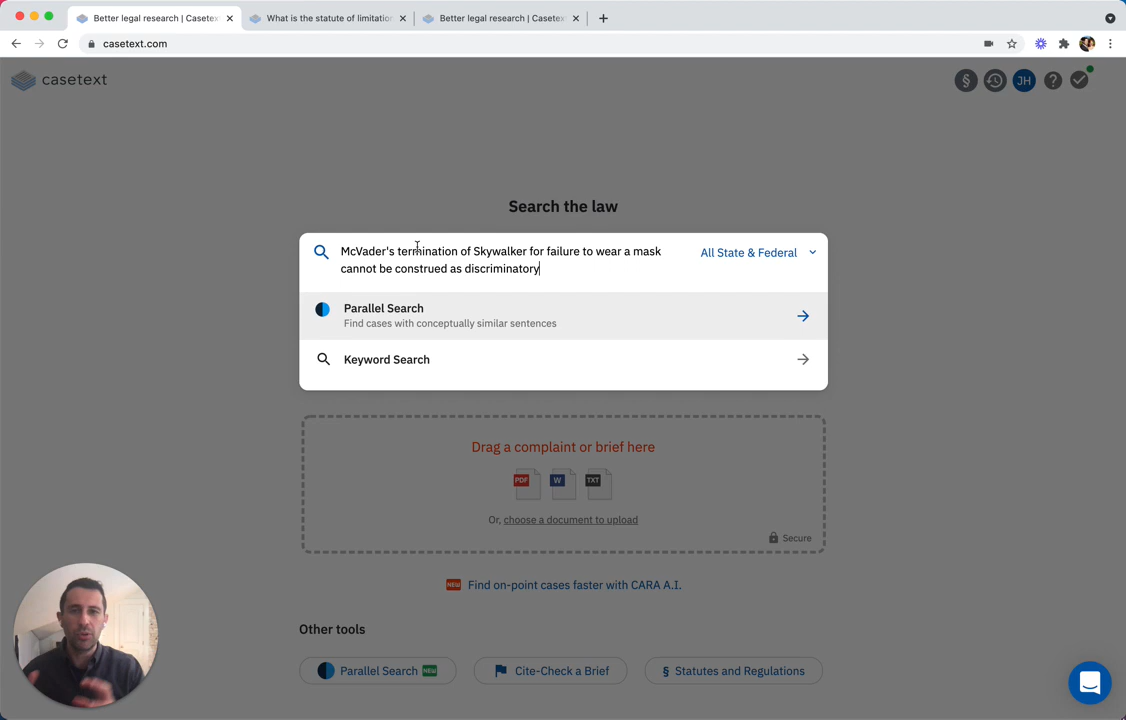 Better legal research | Casetext
What is the statute of limitation
Better legal research | Casetext
casetext.com
casetext
§
JH
?
Search the law
McVader's termination of Skywalker for failure to wear a mask
cannot be construed as discriminatory
All State & Federal
Parallel Search
Find cases with conceptually similar sentences
Keyword Search
Drag a complaint or brief here
PDF
W
TXT
Or, choose a document to upload
Secure
NEW Find on-point cases faster with CARA A.I.
Other tools
Parallel Search NEW
Cite-Check a Brief
§ Statutes and Regulations